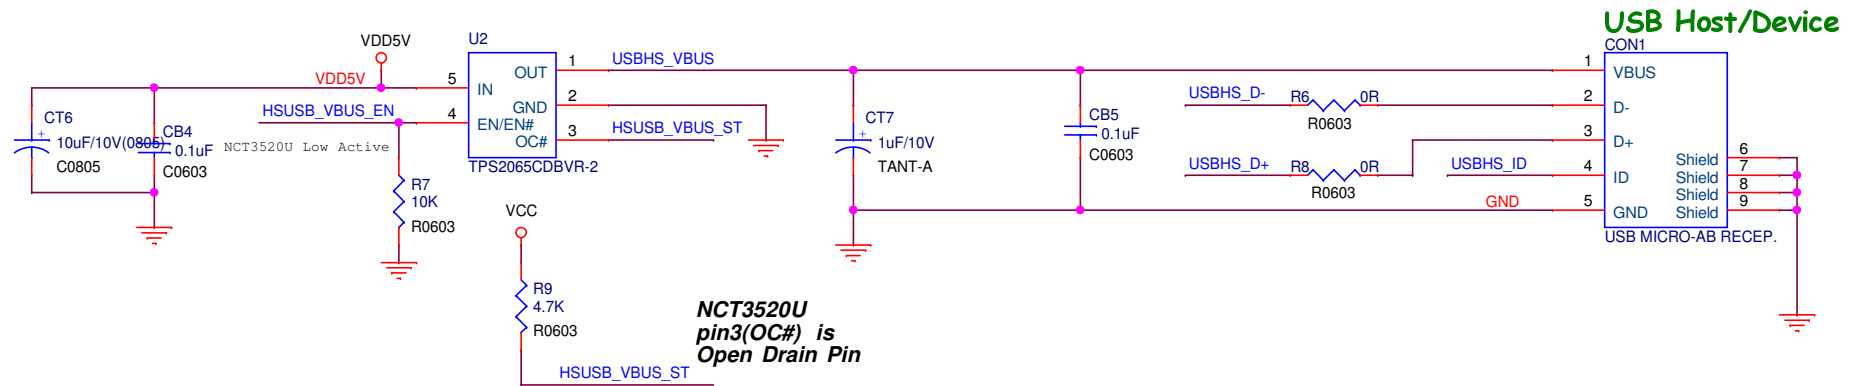 USB Host/Device
VDD5V
U2
CON1
VDD5V
5
IN
OUT
1
USBHS_VBUS
1
VBUS
HSUSB_VBUS_EN
4
EN/EN#
GND
2
USBHS_D-
R6
0R
R0603
2
D-
OC#
3
HSUSB_VBUS_ST
TPS2065CDBVR-2
CT6
+
10uF/10V(0805)
C0805
CB4
0.1uF
C0603
NCT3520U Low Active
CT7
+
1uF/10V
TANT-A
CB5
0.1uF
C0603
3
D+
USBHS_D+
R8
0R
R0603
USBHS_ID
4
ID
GND
5
GND
Shield
6
Shield
7
Shield
8
Shield
9
USB MICRO-AB RECEP.
R7
10K
R0603
VCC
R9
4.7K
R0603
HSUSB_VBUS_ST
NCT3520U
pin3(OC#) is
Open Drain Pin